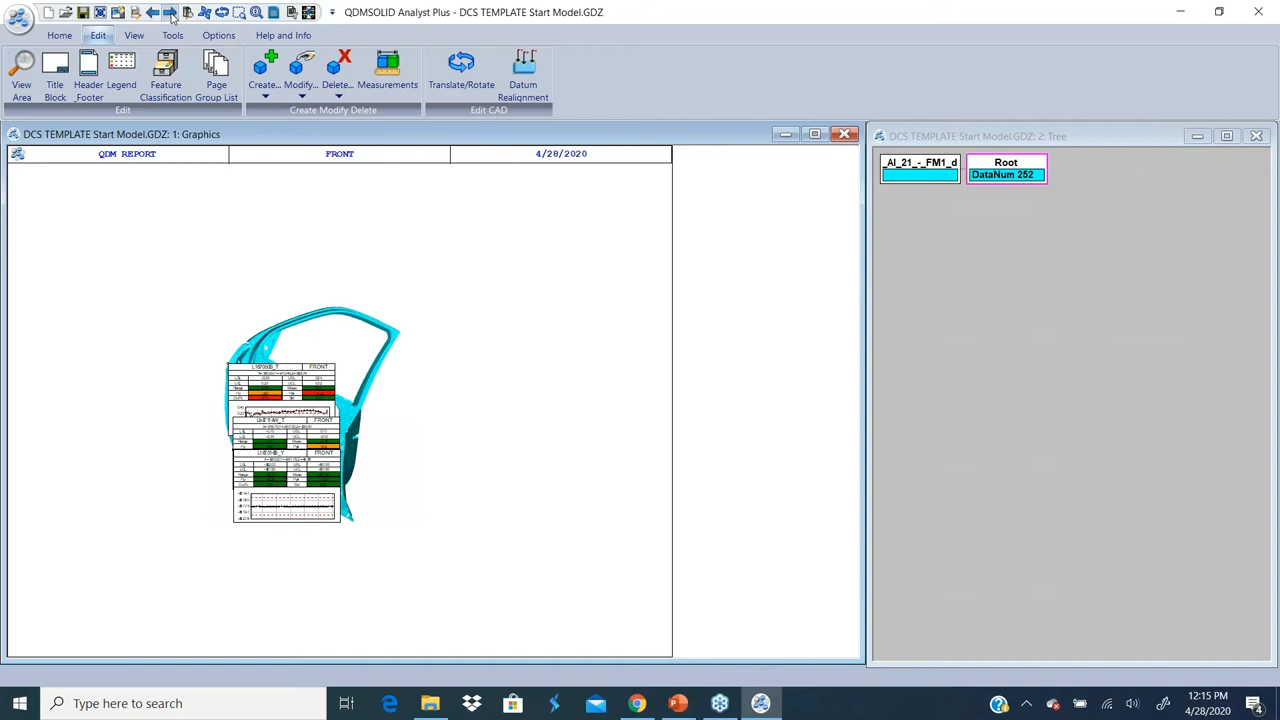 QDMSOLID Analyst Plus - DCS TEMPLATE Start Model.GDZ
Home Edit View Tools Options Help and Info
View Area
Title Block
Header _Footer
Legend
Feature Classification
Page Group List
Create...
Modify...
Delete...
Measurements
Translate/Rotate
Datum Realignment
Edit
Create Modify Delete
Edit CAD
DCS TEMPLATE Start Model.GDZ: 1: Graphics
QDM REPORT FRONT 4/28/2020
FRONT
FRONT
FRONT
DCS TEMPLATE Start Model.GDZ: 2: Tree
_AI_21_-_FM1_d
Root
DataNum 252
Type here to search
12:15 PM
4/28/2020
4